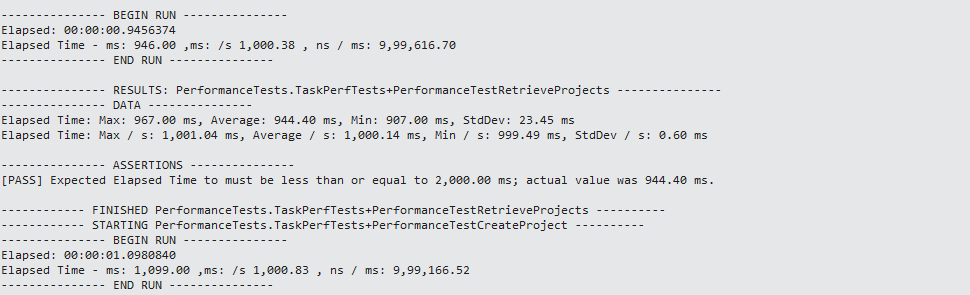 --------------- BEGIN RUN ---------------
Elapsed: 00:00:00.9456374
Elapsed Time - ms: 946.00 ,ms: /s 1,000.38 , ns / ms: 9,99,616.70
--------------- END RUN ---------------
--------------- RESULTS: PerformanceTests.TaskPerfTests+PerformanceTestRetrieveProjects ---------------
--------------- DATA ---------------
Elapsed Time: Max: 967.00 ms, Average: 944.40 ms, Min: 907.00 ms, StdDev: 23.45 ms
Elapsed Time: Max / s: 1,001.04 ms, Average / s: 1,000.14 ms, Min / s: 999.49 ms, StdDev / s: 0.60 ms
--------------- ASSERTIONS ---------------
[PASS] Expected Elapsed Time to must be less than or equal to 2,000.00 ms; actual value was 944.40 ms.
------------ FINISHED PerformanceTests.TaskPerfTests+PerformanceTestRetrieveProjects ----------
------------ STARTING PerformanceTests.TaskPerfTests+PerformanceTestCreateProject ----------
--------------- BEGIN RUN ---------------
Elapsed: 00:00:01.0980840
Elapsed Time - ms: 1,099.00 ,ms: /s 1,000.83 , ns / ms: 9,99,166.52
--------------- END RUN ---------------